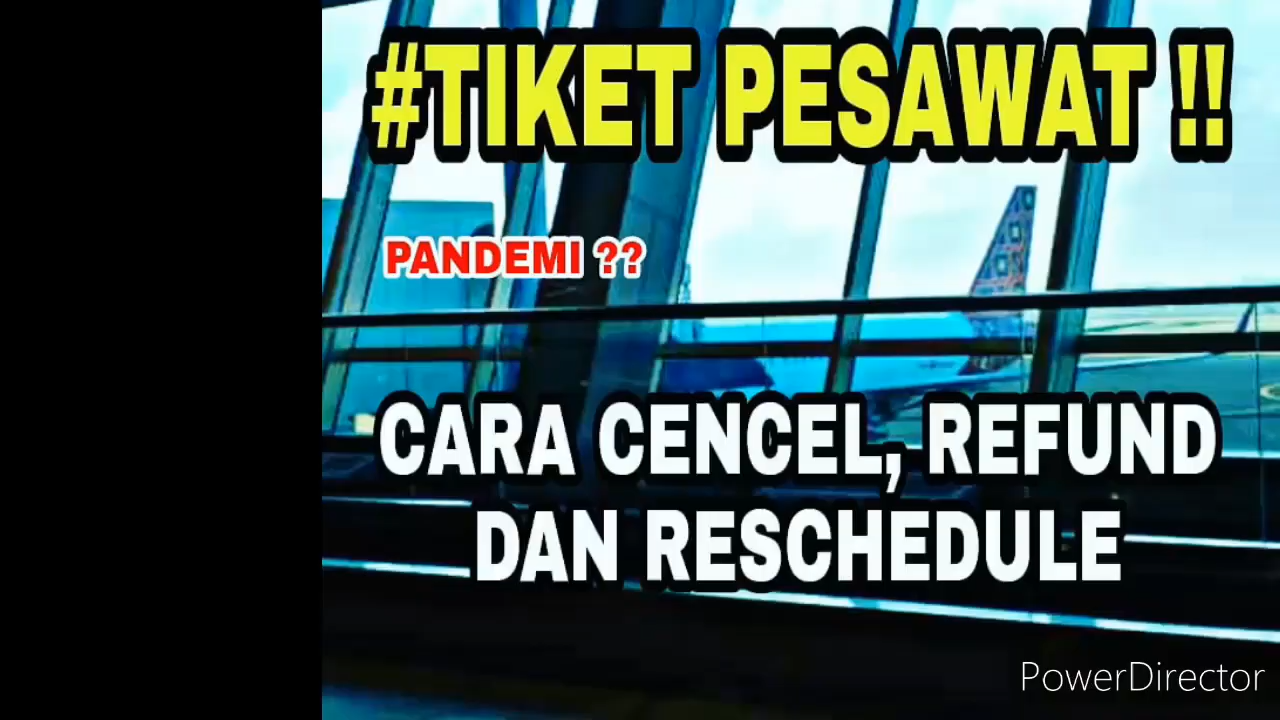 #TIKET PESAWAT !!
PANDEMI ??
CARA CENCEL, REFUND
DAN RESCHEDULE
PowerDirector